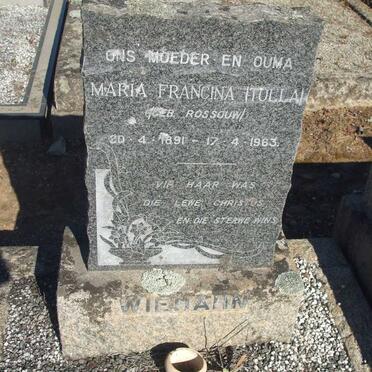 ONS MOEDER EN OUMA
MARIA FRANCINA (TOLLA)
(GEB. ROSSOUW)
20-4-1891 - 17-4-1963.
VIR HAAR WAS
DIE LEWE CHRISTUS
EN DIE STERWE WINS
WIEHAHN